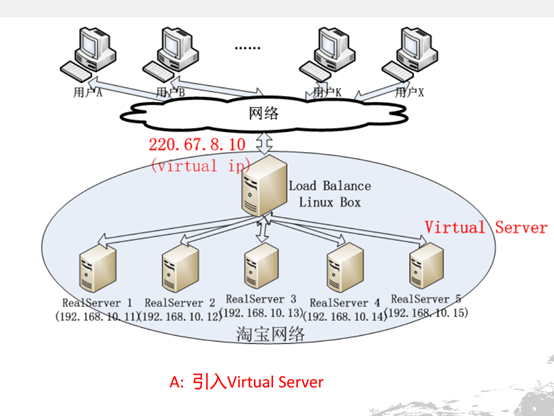 用户A
用户B
······
用户K
用户X
网络
220.67.8.10
(virtual ip)
Load Balance
Linux Box
Virtual Server
RealServer 1
(192.168.10.11)
RealServer 2
(192.168.10.12)
RealServer 3
(192.168.10.13)
RealServer 4
(192.168.10.14)
RealServer 5
(192.168.10.15)
淘宝网络
A: 引入Virtual Server